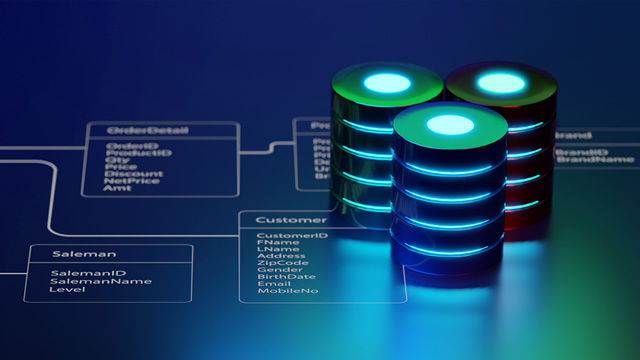 OrderDetail
OrderID
ProductID
Qty
Price
Discount
NetPrice
Amt
Brand
BrandID
BrandName
Customer
CustomerID
FName
LName
Address
ZipCode
Gender
BirthDate
Email
MobileNo
Saleman
SalemanID
SalemanName
Level